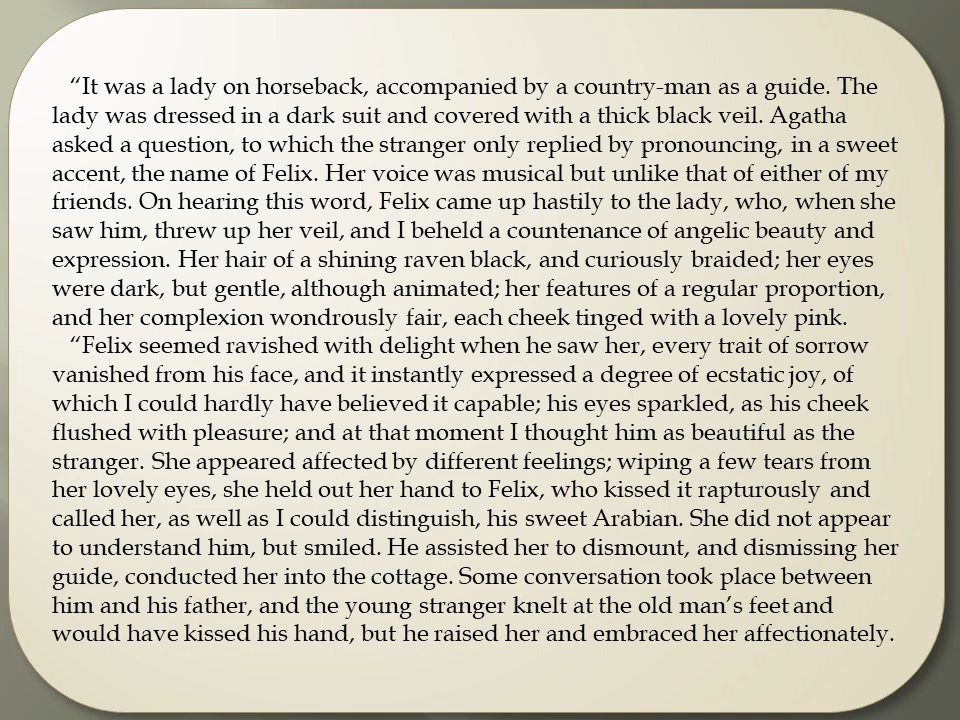 “It was a lady on horseback, accompanied by a country-man as a guide. The
lady was dressed in a dark suit and covered with a thick black veil. Agatha
asked a question, to which the stranger only replied by pronouncing, in a sweet
accent, the name of Felix. Her voice was musical but unlike that of either of my
friends. On hearing this word, Felix came up hastily to the lady, who, when she
saw him, threw up her veil, and I beheld a countenance of angelic beauty and
expression. Her hair of a shining raven black, and curiously braided; her eyes
were dark, but gentle, although animated; her features of a regular proportion,
and her complexion wondrously fair, each cheek tinged with a lovely pink.
“Felix seemed ravished with delight when he saw her, every trait of sorrow
vanished from his face, and it instantly expressed a degree of ecstatic joy, of
which I could hardly have believed it capable; his eyes sparkled, as his cheek
flushed with pleasure; and at that moment I thought him as beautiful as the
stranger. She appeared affected by different feelings; wiping a few tears from
her lovely eyes, she held out her hand to Felix, who kissed it rapturously and
called her, as well as I could distinguish, his sweet Arabian. She did not appear
to understand him, but smiled. He assisted her to dismount, and dismissing her
guide, conducted her into the cottage. Some conversation took place between
him and his father, and the young stranger knelt at the old man’s feet and
would have kissed his hand, but he raised her and embraced her affectionately.